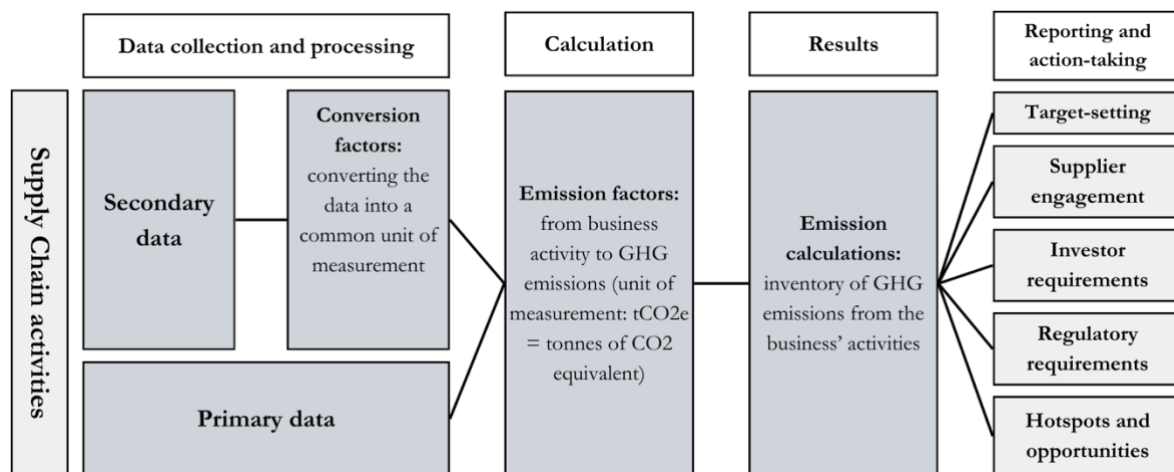 Data collection and processing
Calculation
Results
Reporting and
action-taking
Supply Chain activities
Secondary
data
Conversion
factors:
converting the
data into a
common unit of
measurement
Primary data
Emission factors:
from business
activity to GHG
emissions (unit of
measurement: tCO2e
= tonnes of CO2
equivalent)
Emission
calculations:
inventory of GHG
emissions from the
business’ activities
Target-setting
Supplier
engagement
Investor
requirements
Regulatory
requirements
Hotspots and
opportunities